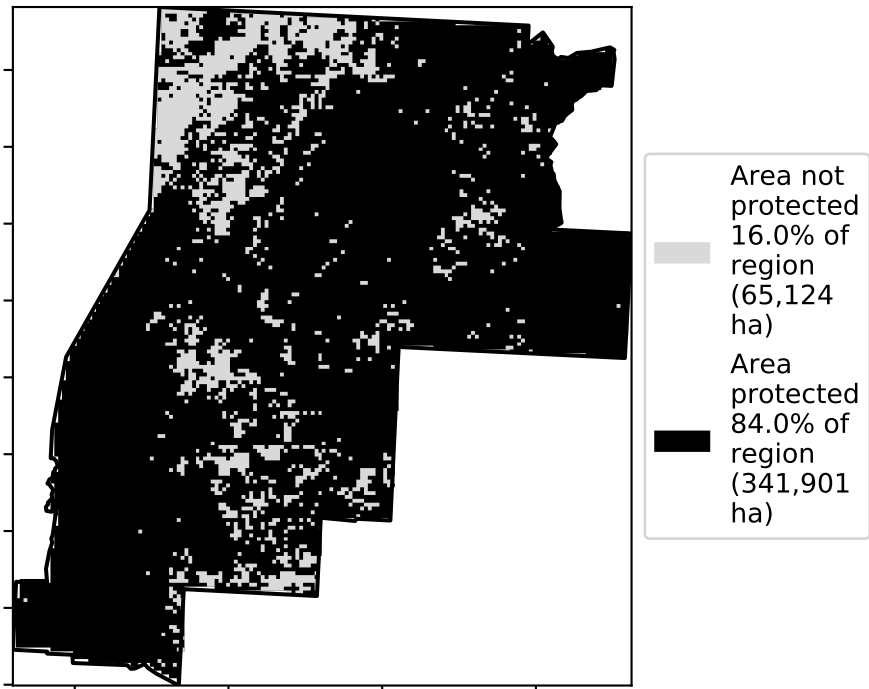 Area not
protected
16.0% of
region
(65,124
ha)
Area
protected
84.0% of
region
(341,901
ha)